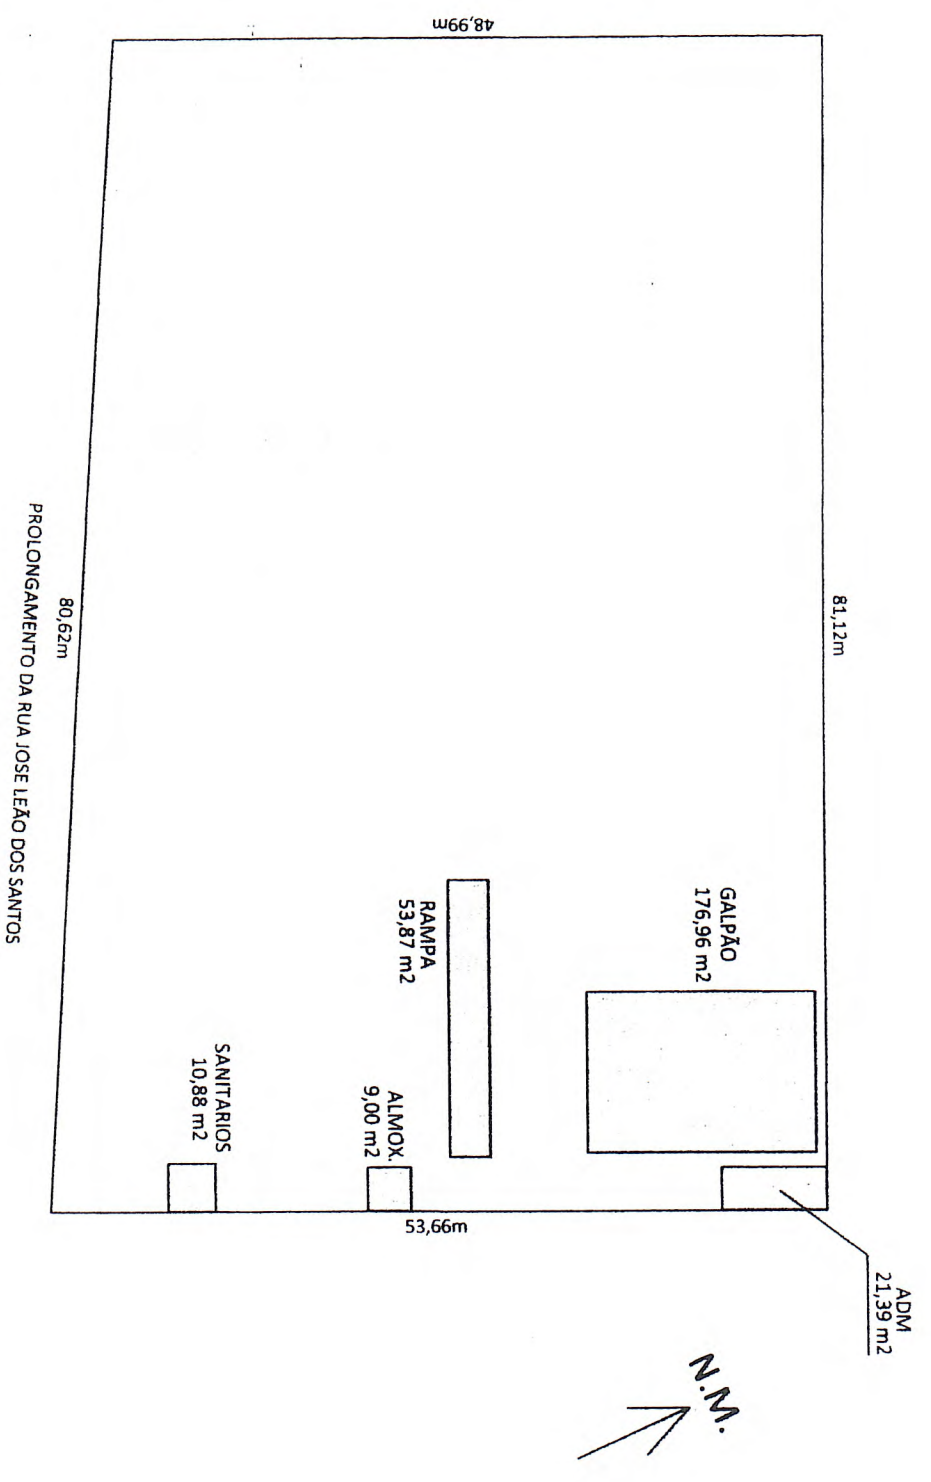 48,99m
81,12m
80,62m
PROLONGAMENTO DA RUA JOSE LEÃO DOS SANTOS
GALPÃO
176,96 m2
RAMPA
53,87 m2
ALMOX.
9,00 m2
SANITARIOS
10,88 m2
53,66m
ADM
21,39 m2
N.M.